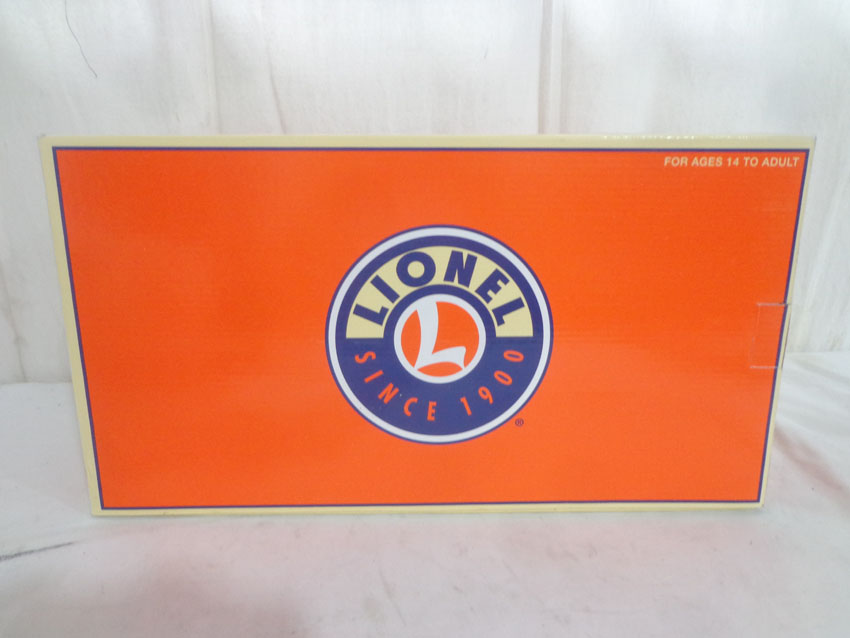 FOR AGES 14 TO ADULT
LIONEL
L
SINCE 1900
®